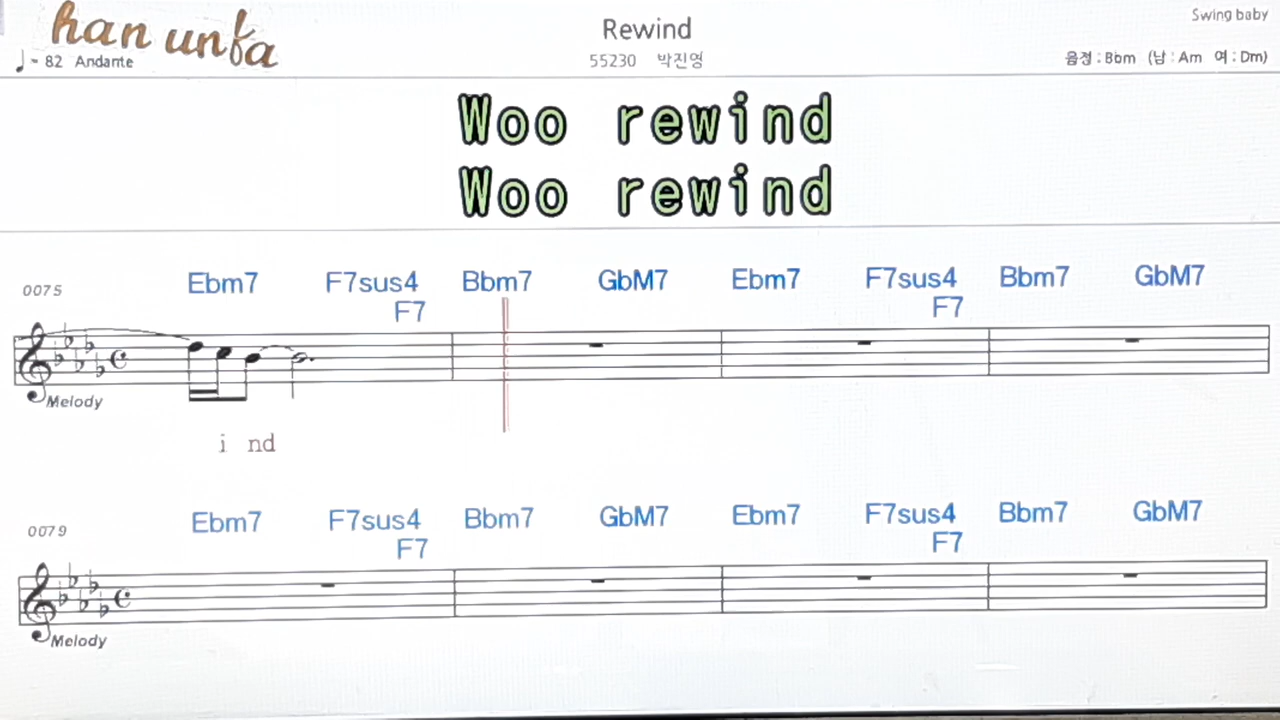 han unfa
Rewind
Swing baby
♩ = 82 Andante
55230 박진영
음정 : Bbm (남 : Am 여 : Dm)
Woo rewind
Woo rewind
0075
Ebm7 F7sus4 Bbm7 GbM7 Ebm7 F7sus4 Bbm7 GbM7
F7 F7
Melody
i nd
0079
Ebm7 F7sus4 Bbm7 GbM7 Ebm7 F7sus4 Bbm7 GbM7
F7 F7
Melody